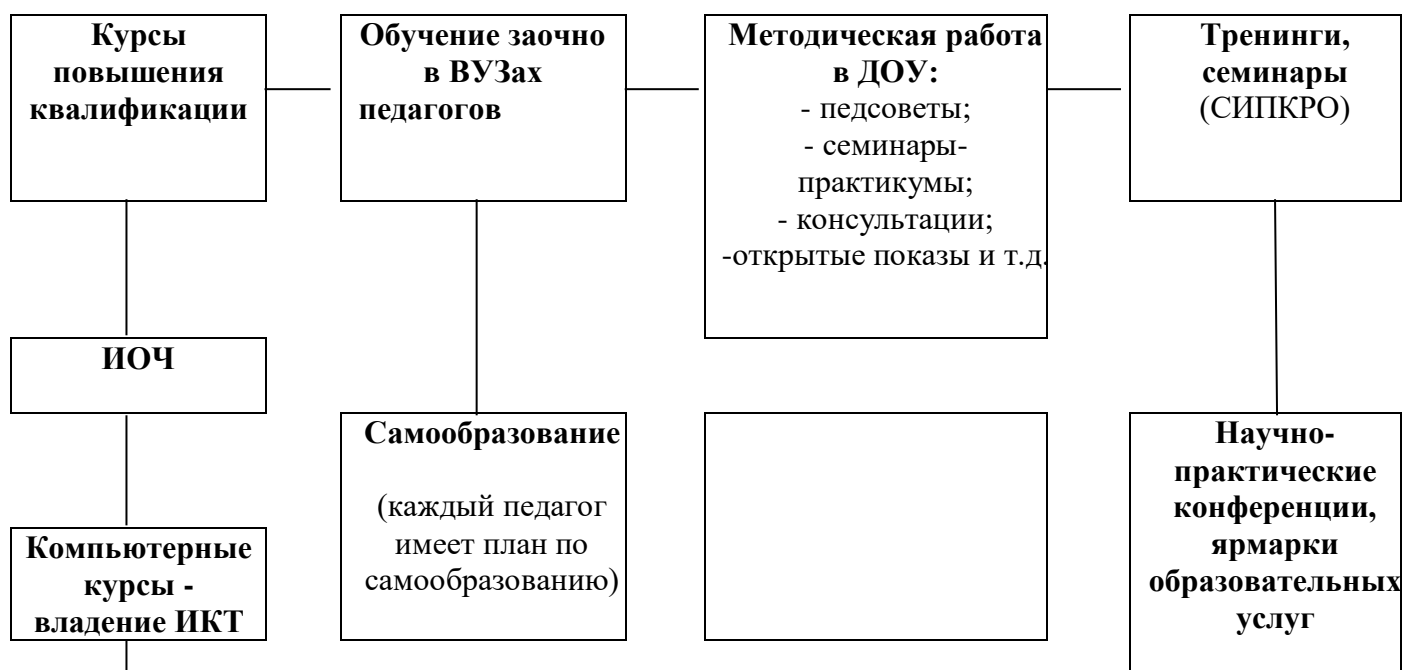 Курсы
повышения
квалификации
Обучение заочно
в ВУЗах
педагогов
Методическая работа
в ДОУ:
- педсоветы;
- семинары-
практикумы;
- консультации;
-открытые показы и т.д.
Тренинги,
семинары
(СИПКРО)
ИОЧ
Самообразование
(каждый педагог
имеет план по
самообразованию)
Научно-
практические
конференции,
ярмарки
образовательных
услуг
Компьютерные
курсы -
владение ИКТ